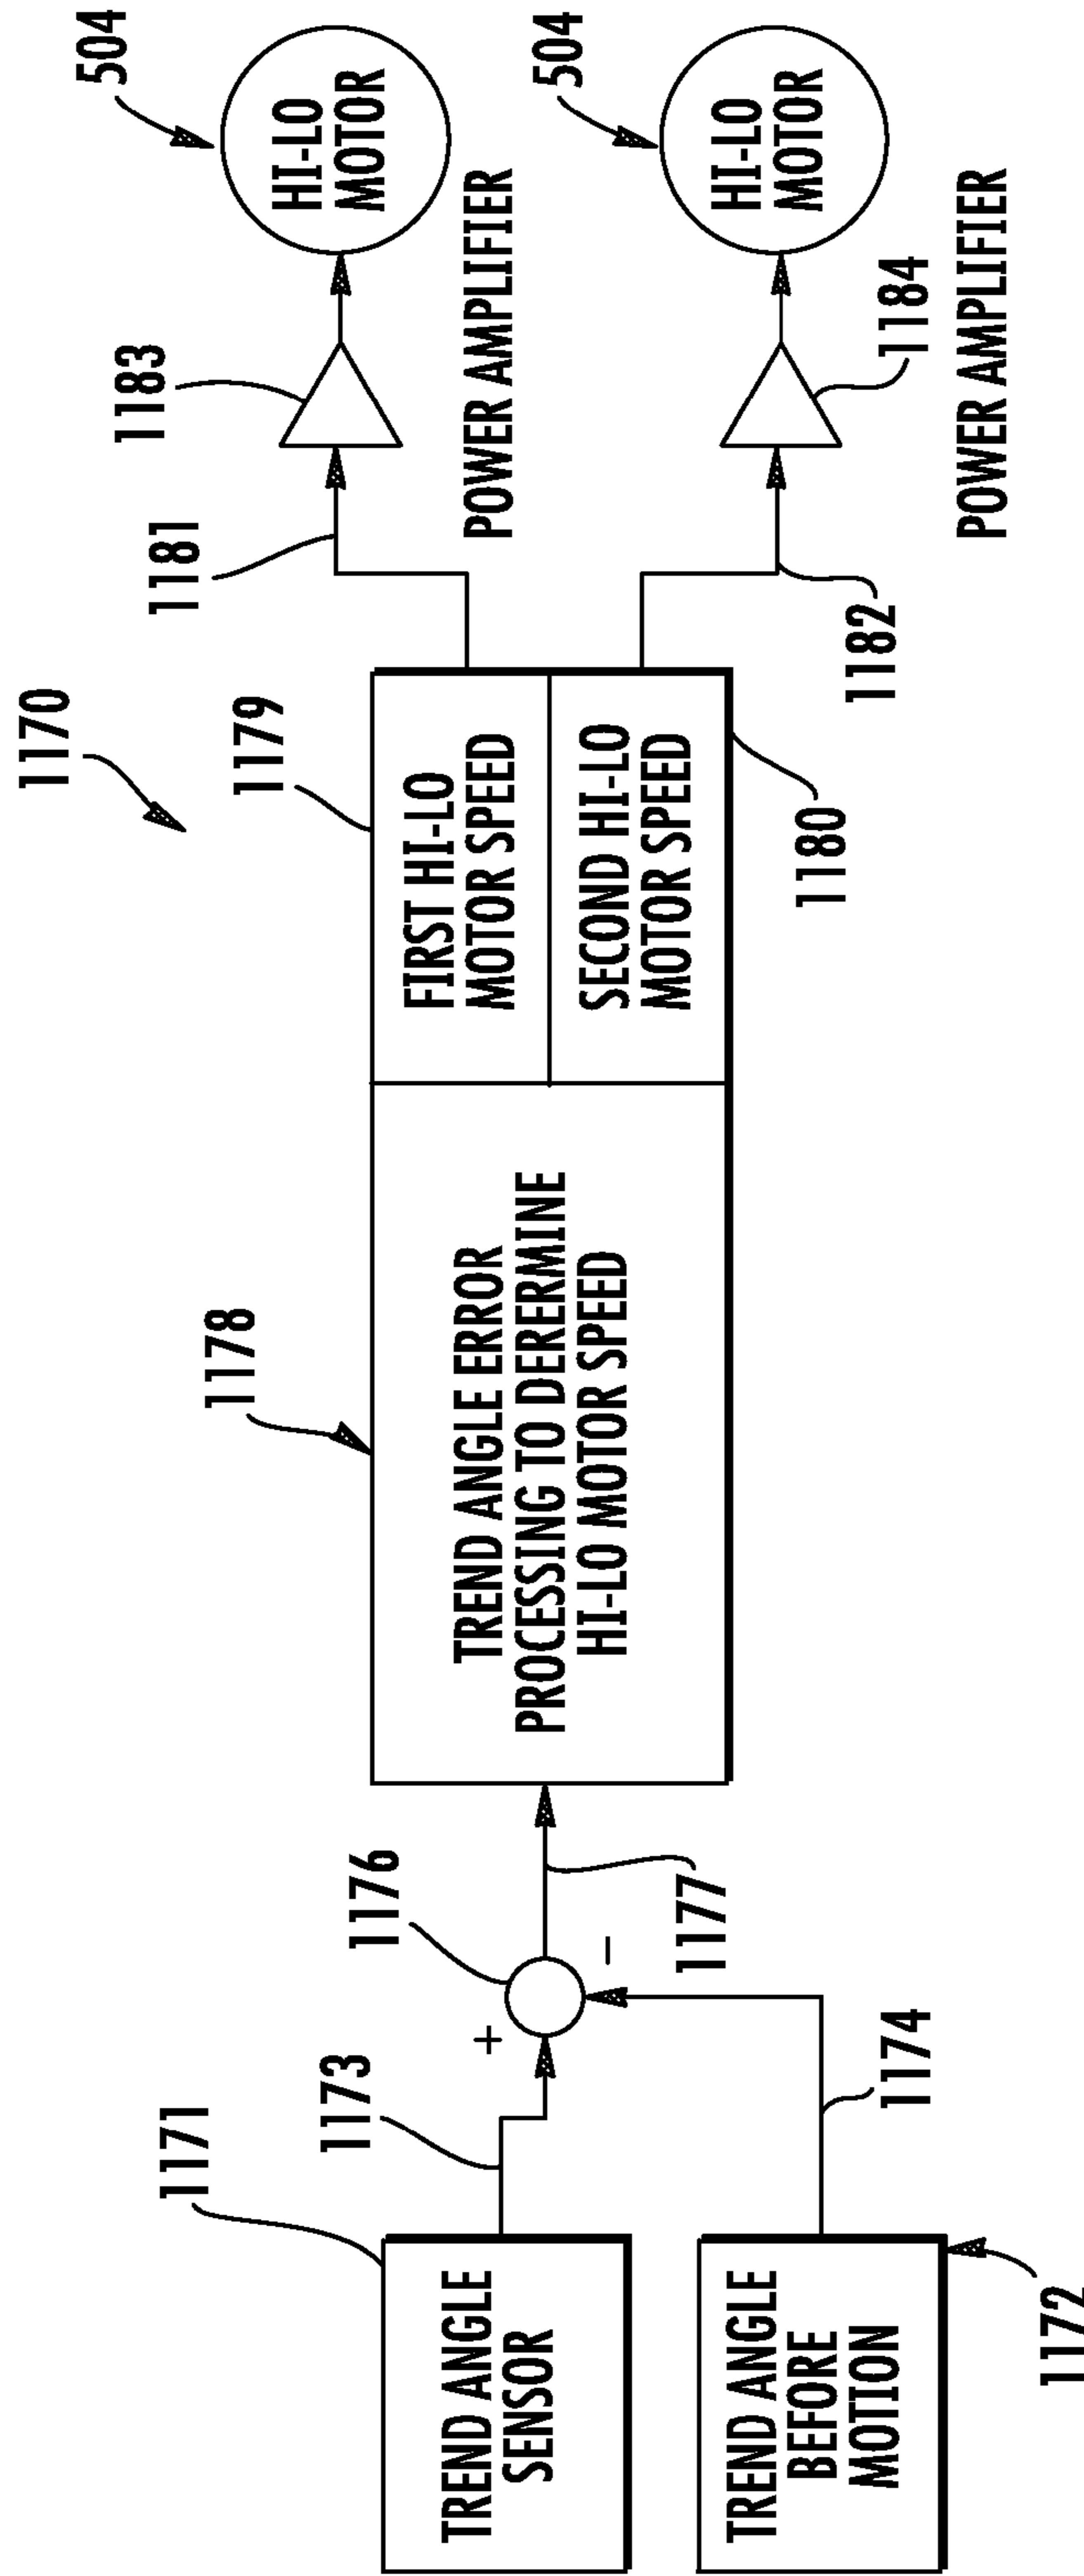 1170
1171
TREND ANGLE
SENSOR
1173
+
1176
-
1177
TREND ANGLE
BEFORE
MOTION
1172
1174
1178
TREND ANGLE ERROR
PROCESSING TO DERERMINE
HI-LO MOTOR SPEED
1179
FIRST HI-LO
MOTOR SPEED
SECOND HI-LO
MOTOR SPEED
1180
1181
1183
POWER AMPLIFIER
504
HI-LO
MOTOR
1182
1184
POWER AMPLIFIER
504
HI-LO
MOTOR